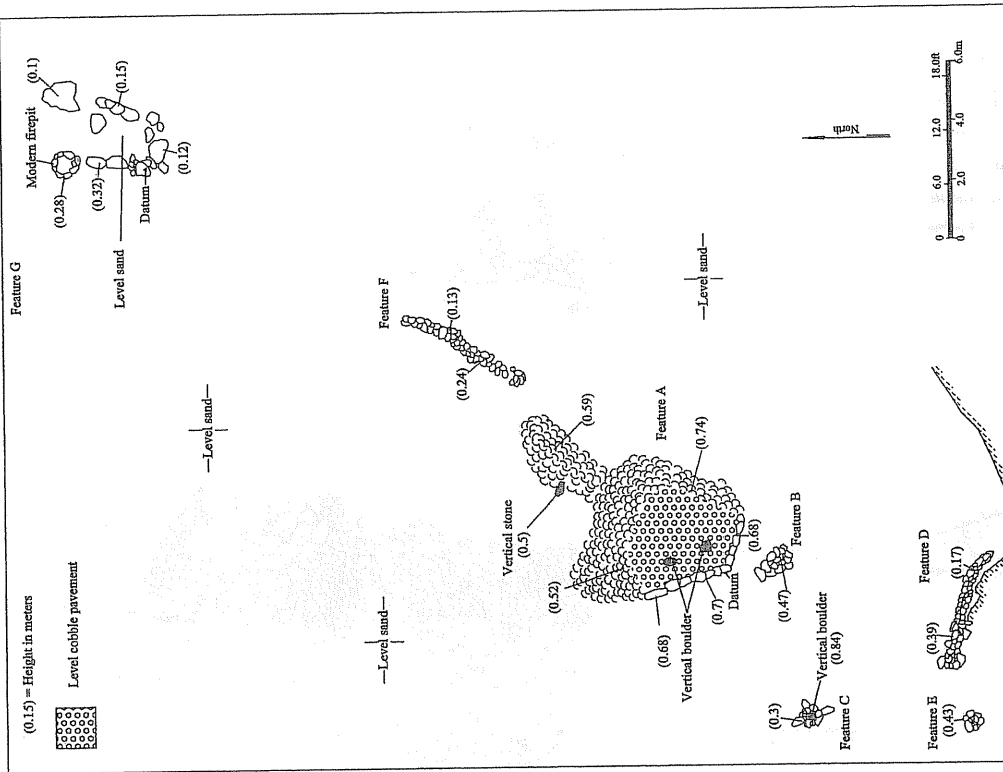 (0.15) = Height in meters
Level cobble pavement
Feature G
Modern firepit
(0.1)
(0.28)
(0.15)
(0.32)
Level sand
Datum
(0.12)
—Level sand—
Feature F
(0.13)
(0.24)
—Level sand—
Vertical stone
(0.5)
(0.59)
(0.52)
Feature A
(0.74)
(0.68)
Vertical boulder
(0.7)
Datum
(0.68)
(0.47)
Feature B
—Level sand—
(0.3)
Vertical boulder
(0.84)
Feature C
Feature D
(0.39)
(0.17)
Feature E
(0.43)
North
0 6.0 12.0 18.0ft
0 2.0 4.0 6.0m